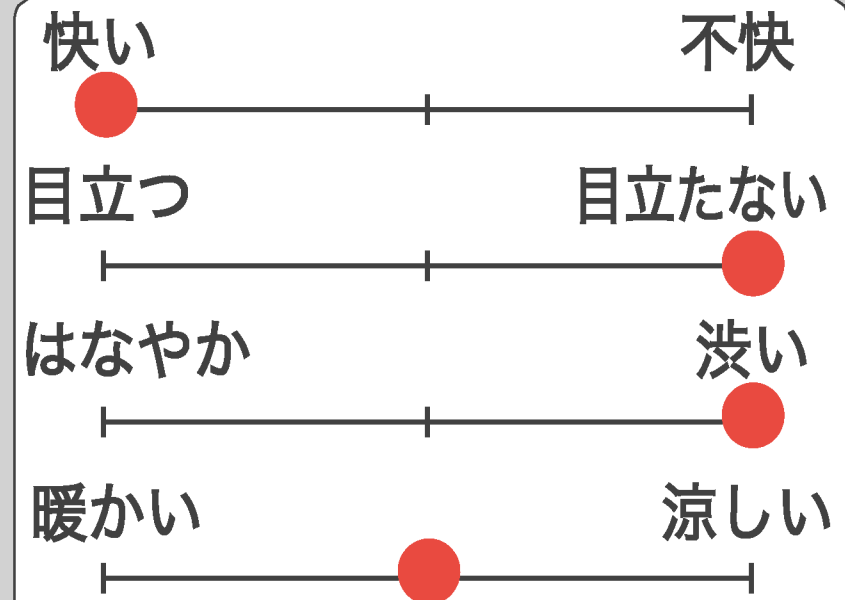 快い 不快
目立つ 目立たない
はなやか 渋い
暖かい 涼しい